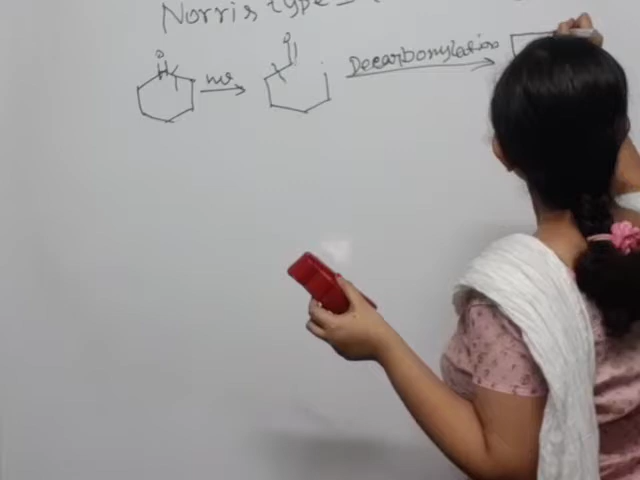 Norris type
O
hν
O
Decarbonylation